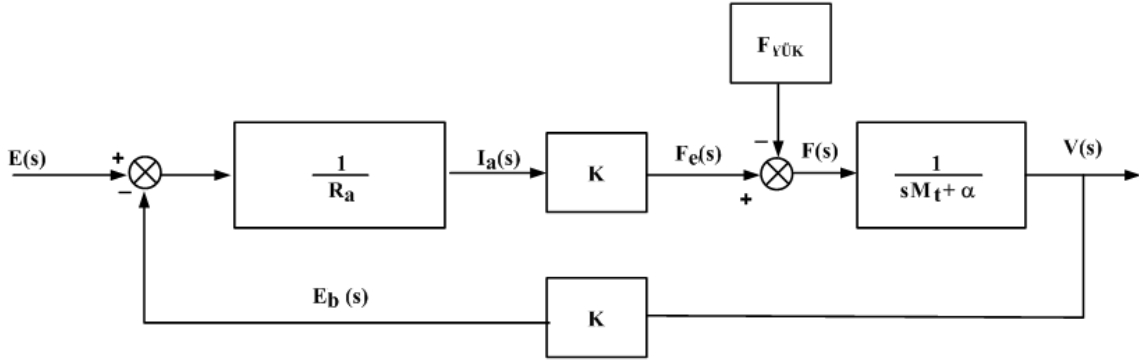 F_YÜK
E(s)
+
−
1
R_a
I_a(s)
K
F_e(s)
−
+
F(s)
1
sM_t + α
V(s)
E_b (s)
K